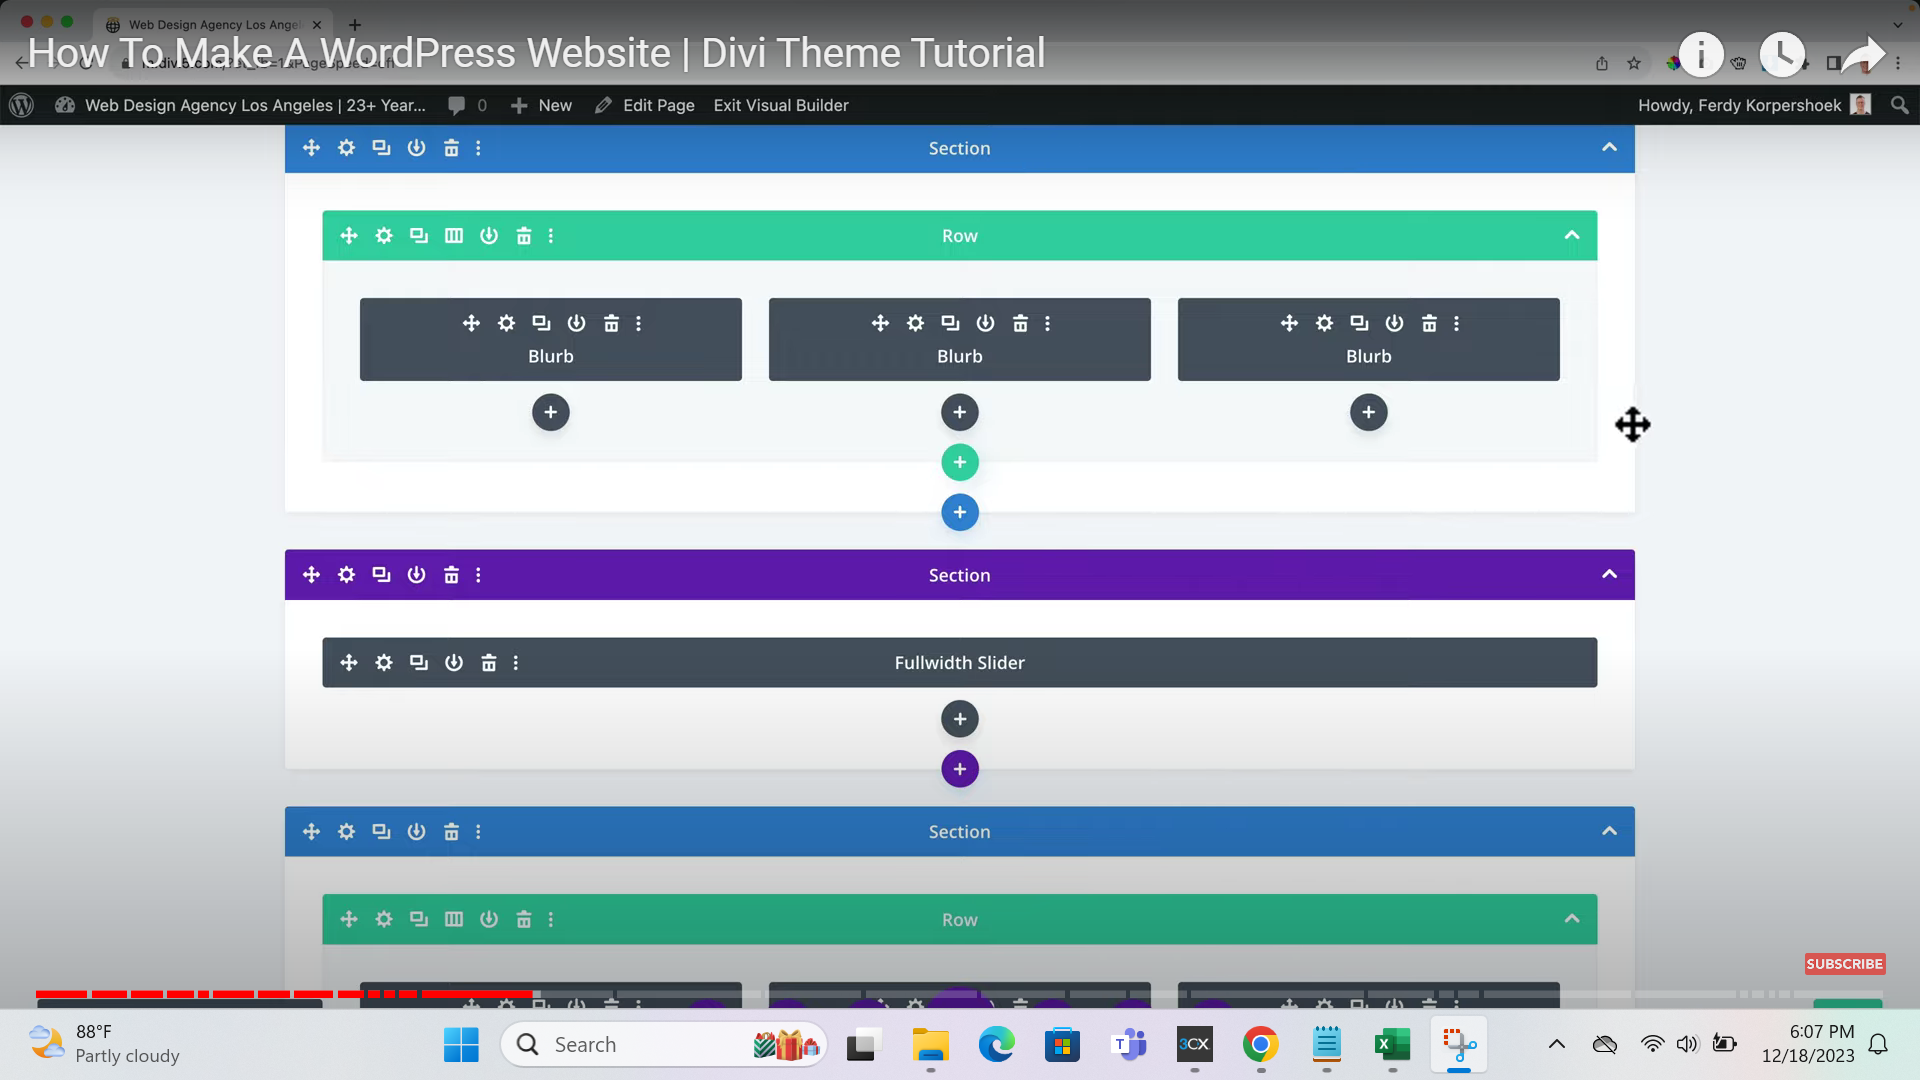 Web Design Agency Los Angel
How To Make A WordPress Website | Divi Theme Tutorial
Web Design Agency Los Angeles | 23+ Year...
0
New
Edit Page
Exit Visual Builder
Howdy, Ferdy Korpershoek
Section
Row
Blurb
Blurb
Blurb
Section
Fullwidth Slider
Section
Row
SUBSCRIBE
88°F
Partly cloudy
Search
3CX
6:07 PM
12/18/2023